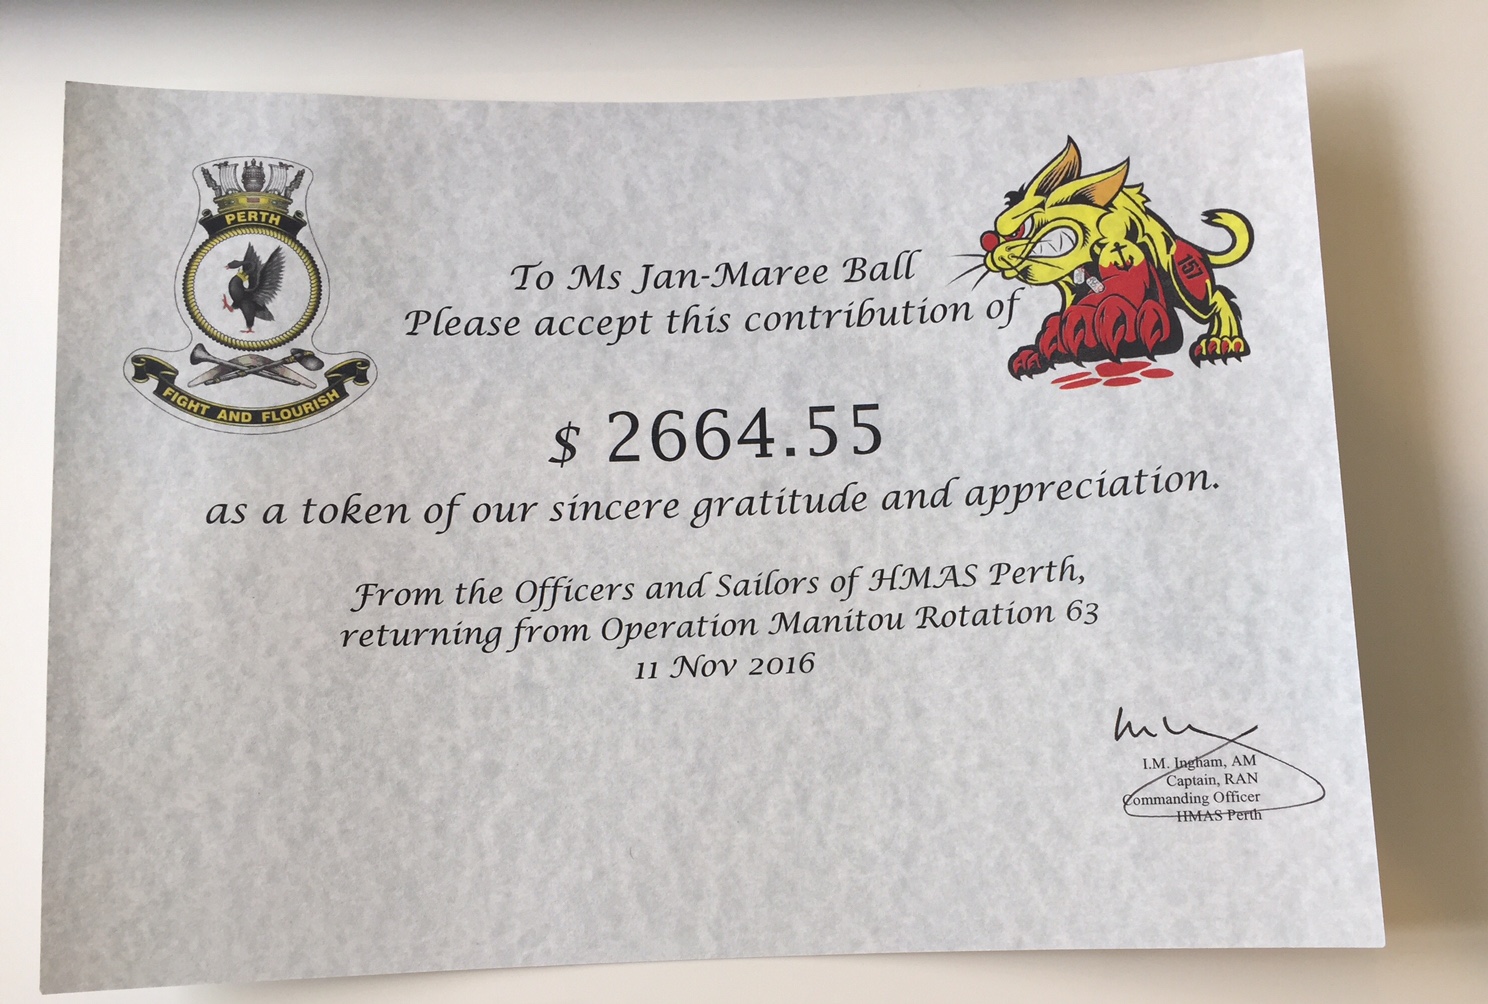 PERTH
FIGHT AND FLOURISH
157
To Ms Jan-Maree Ball
Please accept this contribution of
$ 2664.55
as a token of our sincere gratitude and appreciation.
From the Officers and Sailors of HMAS Perth,
returning from Operation Manitou Rotation 63
11 Nov 2016
I.M. Ingham, AM
Captain, RAN
Commanding Officer
HMAS Perth